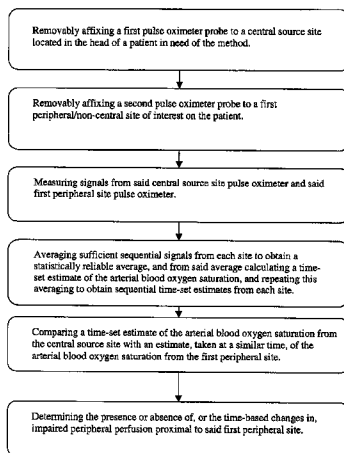 Removably affixing a first pulse oximeter probe to a central source site
located in the head of a patient in need of the method.
Removably affixing a second pulse oximeter probe to a first
peripheral/non-central site of interest on the patient.
Measuring signals from said central source site pulse oximeter and said
first peripheral site pulse oximeter.
Averaging sufficient sequential signals from each site to obtain a
statistically reliable average, and from said average calculating a time-
set estimate of the arterial blood oxygen saturation, and repeating this
averaging to obtain sequential time-set estimates from each site.
Comparing a time-set estimate of the arterial blood oxygen saturation from
the central source site with an estimate, taken at a similar time, of the
arterial blood oxygen saturation from the first peripheral site.
Determining the presence or absence of, or the time-based changes in,
impaired peripheral perfusion proximal to said first peripheral site.